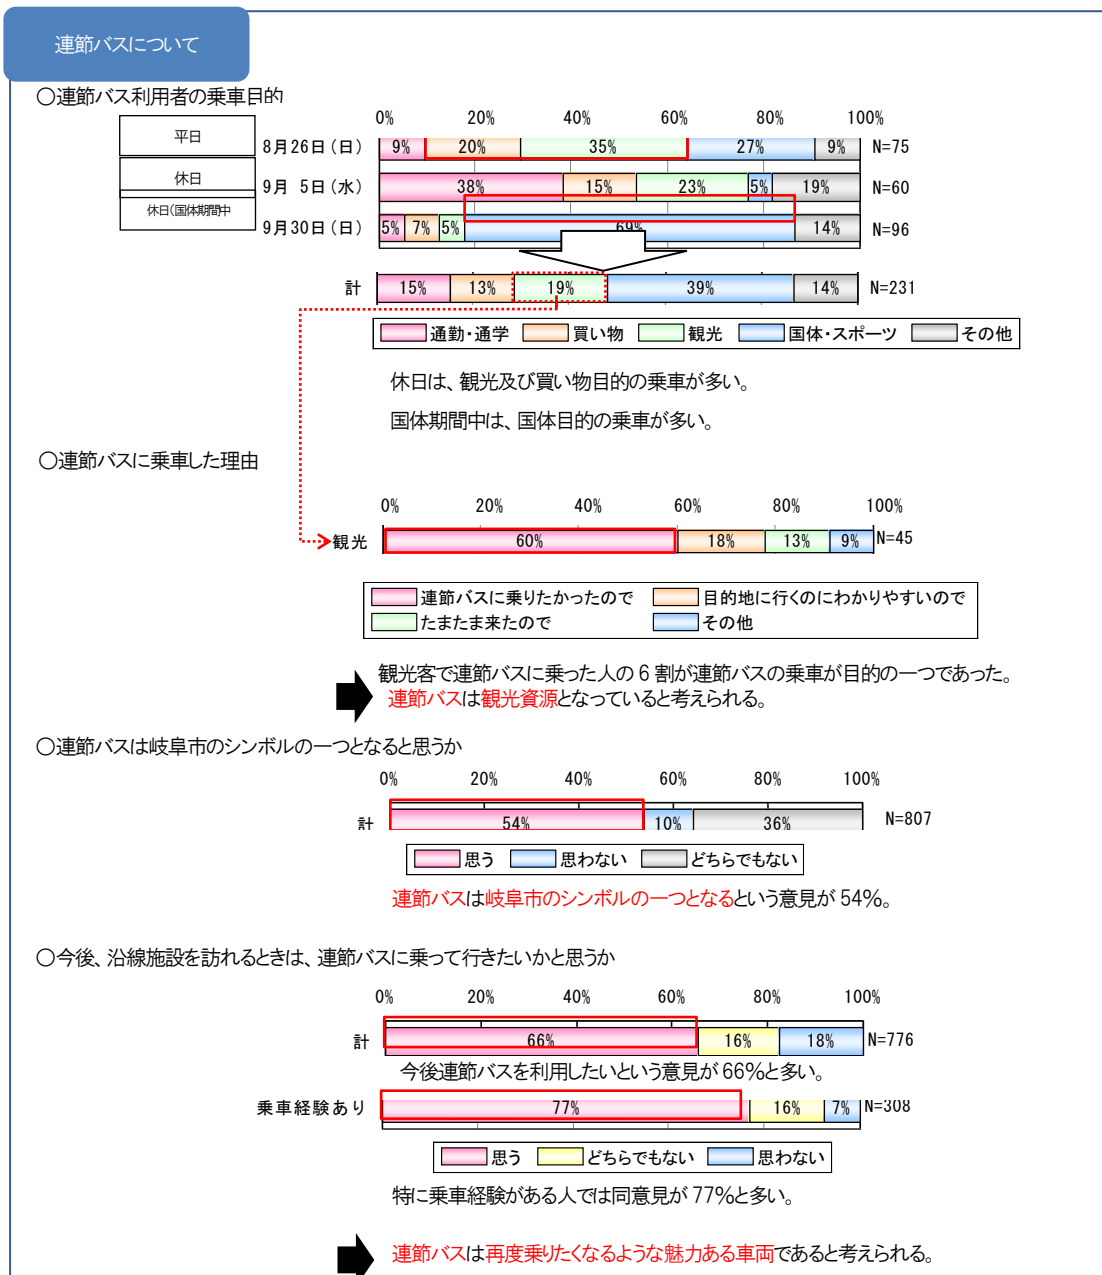 連節バスについて
○連節バス利用者の乗車目的
0% 20% 40% 60% 80% 100%
平日
8月26日(日) 9% 20% 35% 27% 9% N=75
休日
9月 5日(水) 38% 15% 23% 5% 19% N=60
休日(国体期間中
9月30日(日) 5% 7% 5% 69% 14% N=96
計 15% 13% 19% 39% 14% N=231
通勤・通学 買い物 観光 国体・スポーツ その他
休日は、観光及び買い物目的の乗車が多い。
国体期間中は、国体目的の乗車が多い。
○連節バスに乗車した理由
0% 20% 40% 60% 80% 100%
観光 60% 18% 13% 9% N=45
連節バスに乗りたかったので 目的地に行くのにわかりやすいので
たまたま来たので その他
観光客で連節バスに乗った人の6割が連節バスの乗車が目的の一つであった。
連節バスは観光資源となっていると考えられる。
○連節バスは岐阜市のシンボルの一つとなると思うか
0% 20% 40% 60% 80% 100%
計 54% 10% 36% N=807
思う 思わない どちらでもない
連節バスは岐阜市のシンボルの一つとなるという意見が54%。
○今後、沿線施設を訪れるときは、連節バスに乗って行きたいかと思うか
0% 20% 40% 60% 80% 100%
計 66% 16% 18% N=776
今後連節バスを利用したいという意見が66%と多い。
乗車経験あり 77% 16% 7% N=308
思う どちらでもない 思わない
特に乗車経験がある人では同意見が77%と多い。
連節バスは再度乗りたくなるような魅力ある車両であると考えられる。